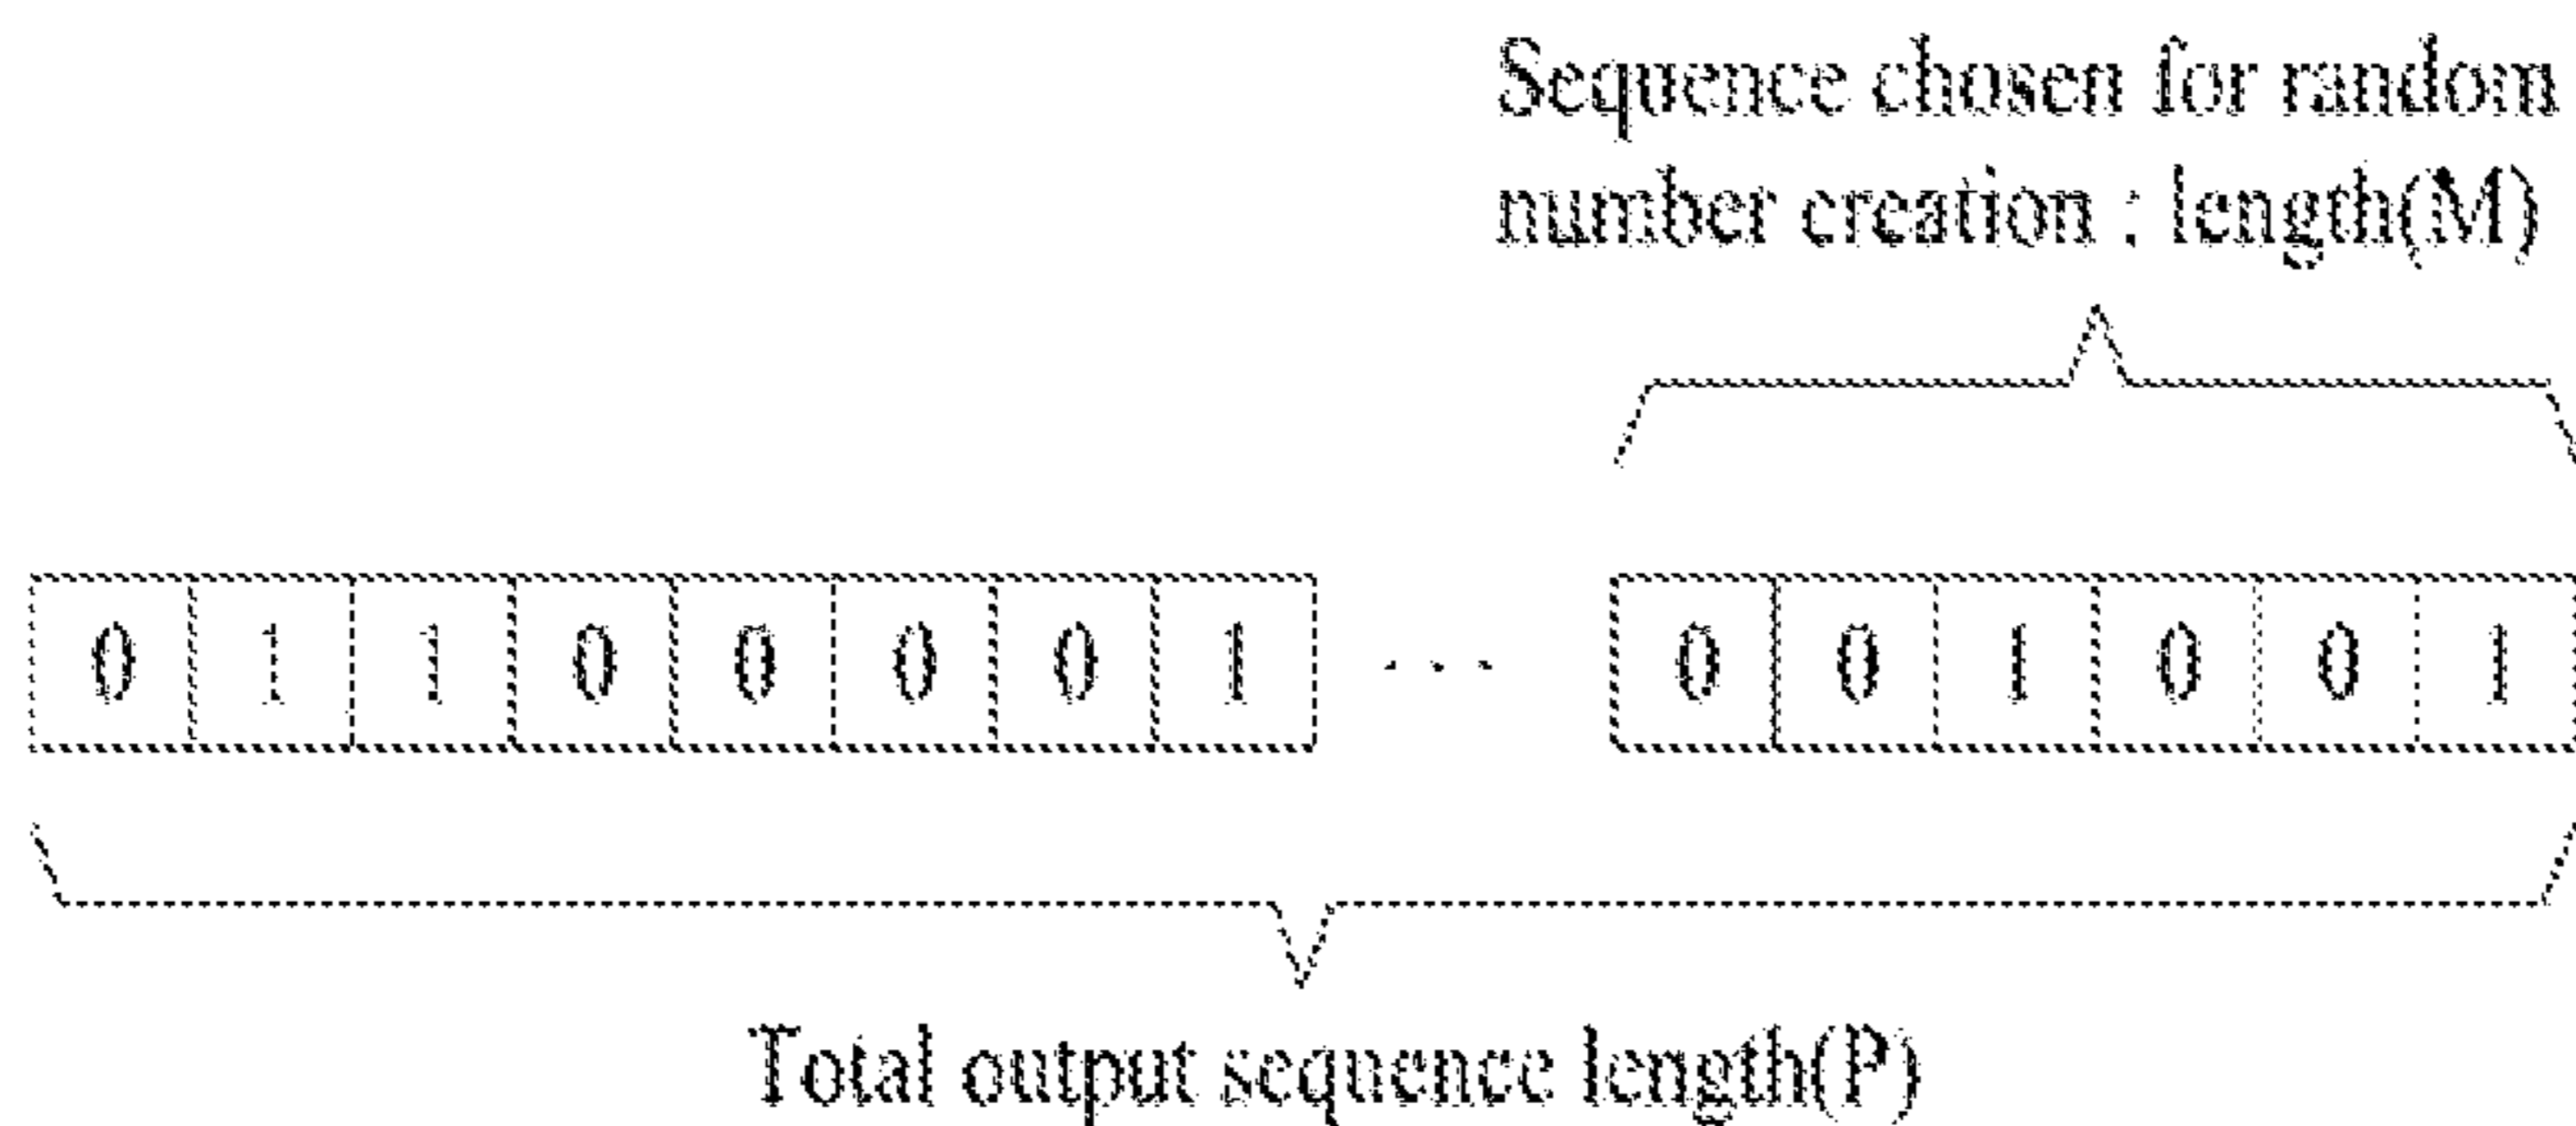 Sequence chosen for random
number creation : length(M)
0 1 1 0 0 0 0 1 ... 0 0 1 0 0 1
Total output sequence length(P)